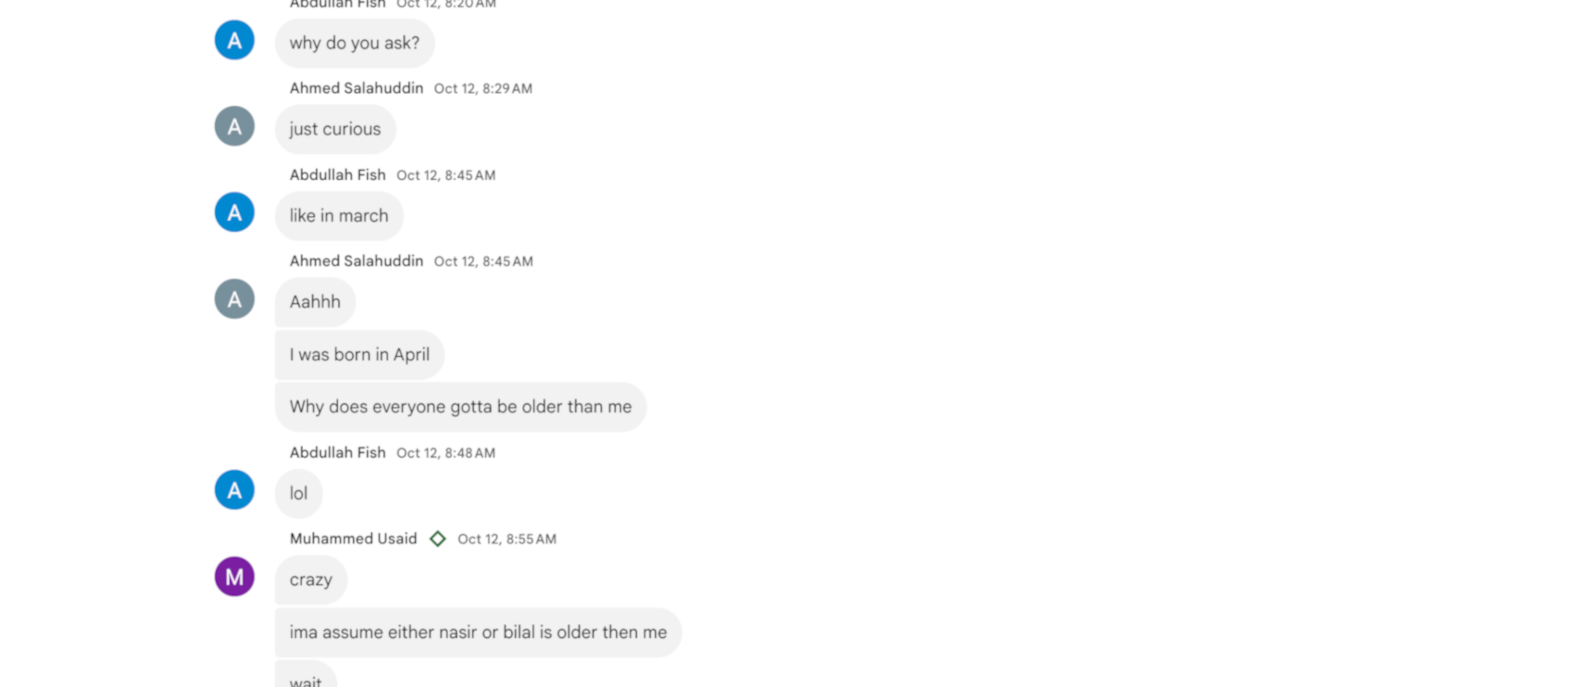 Abdullah Fish Oct 12, 8:20 AM
A
why do you ask?
Ahmed Salahuddin Oct 12, 8:29 AM
A
just curious
Abdullah Fish Oct 12, 8:45 AM
A
like in march
Ahmed Salahuddin Oct 12, 8:45 AM
A
Aahhh
I was born in April
Why does everyone gotta be older than me
Abdullah Fish Oct 12, 8:48 AM
A
lol
Muhammed Usaid Oct 12, 8:55 AM
M
crazy
ima assume either nasir or bilal is older then me
wait